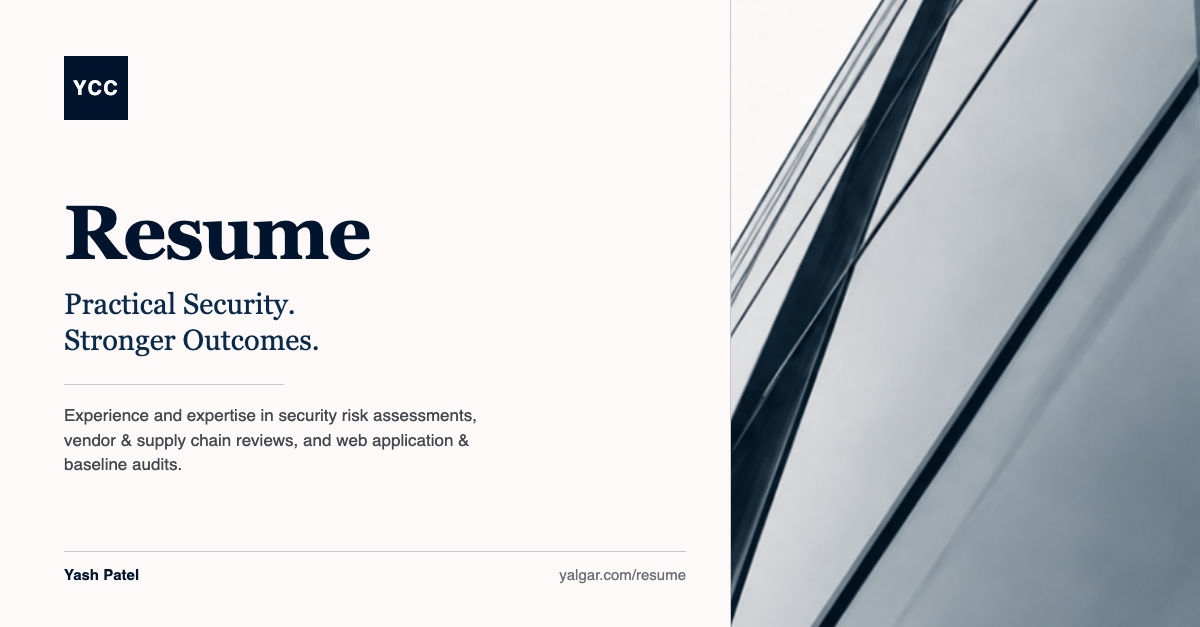 YCC
Resume
Practical Security.
Stronger Outcomes.
Experience and expertise in security risk assessments,
vendor & supply chain reviews, and web application &
baseline audits.
Yash Patel
yalgar.com/resume